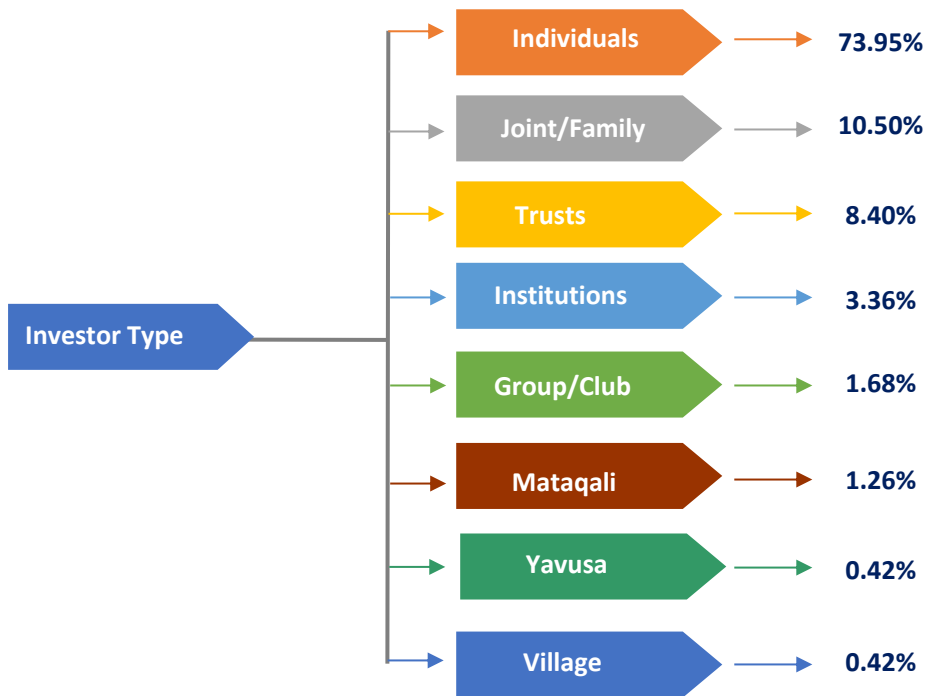 Investor Type
Individuals 73.95%
Joint/Family 10.50%
Trusts 8.40%
Institutions 3.36%
Group/Club 1.68%
Mataqali 1.26%
Yavusa 0.42%
Village 0.42%